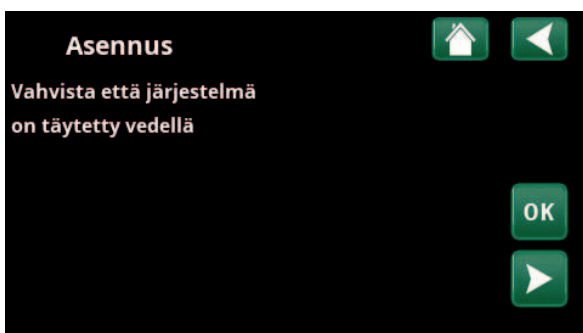 Asennus
Vahvista että järjestelmä
on täytetty vedellä
OK